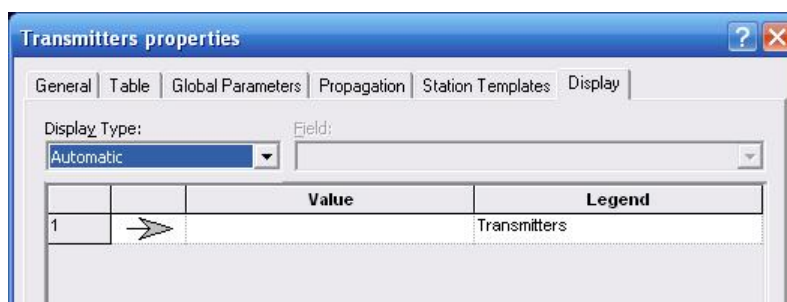 Transmitters properties
General Table Global Parameters Propagation Station Templates Display
Display Type: Field:
Automatic
Value Legend
1 Transmitters